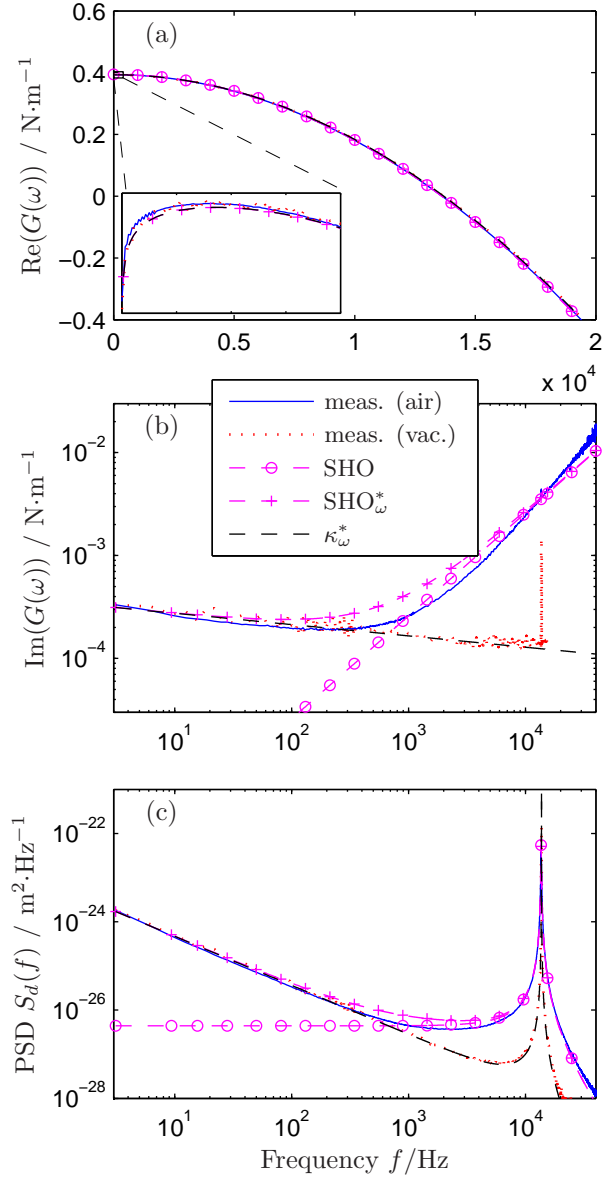 (a)
Re(G(ω)) / N·m⁻¹
0.6
0.4
0.2
0
−0.2
−0.4
0 0.5 1 1.5 2
x 10⁴
(b)
Im(G(ω)) / N·m⁻¹
10⁻²
10⁻³
10⁻⁴
meas. (air)
meas. (vac.)
SHO
SHO*ω
κ*ω
10¹ 10² 10³ 10⁴
(c)
PSD S_d(f) / m²·Hz⁻¹
10⁻²²
10⁻²⁴
10⁻²⁶
10⁻²⁸
10¹ 10² 10³ 10⁴
Frequency f/Hz